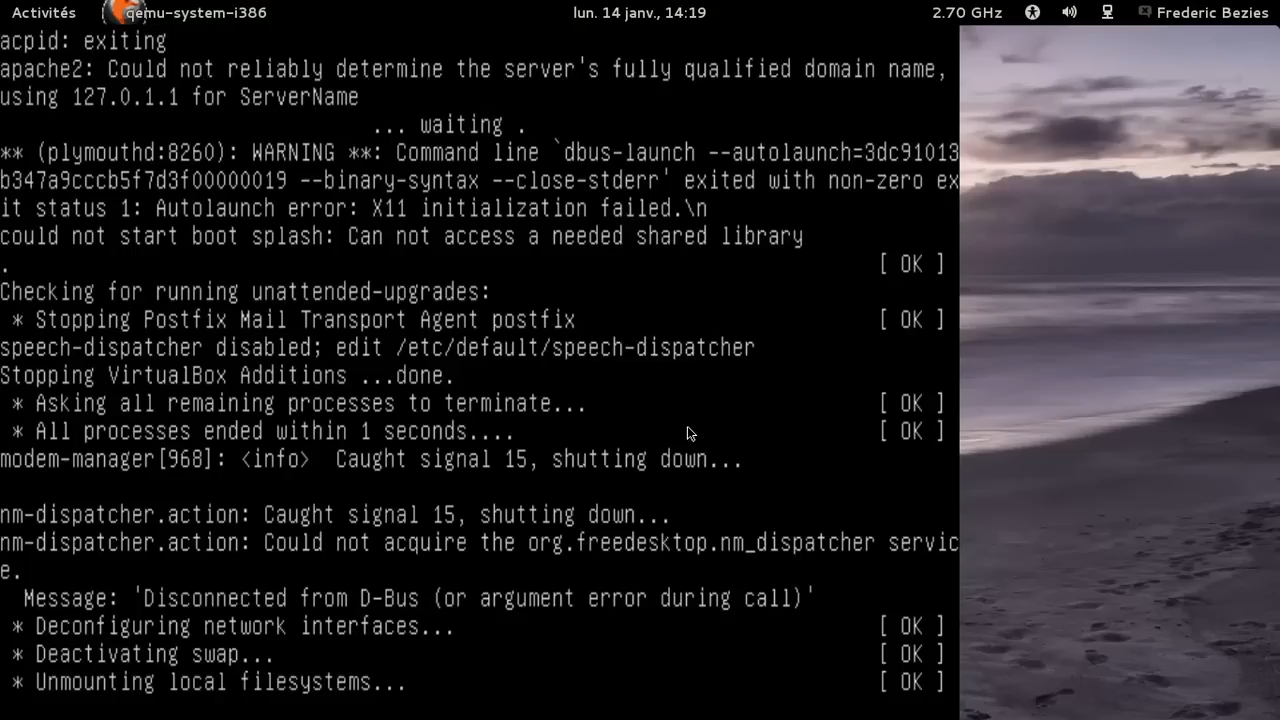 Activités qemu-system-i386 lun. 14 janv., 14:19 2.70 GHz Frederic Bezies
acpid: exiting
apache2: Could not reliably determine the server's fully qualified domain name,
using 127.0.1.1 for ServerName
... waiting .
** (plymouthd:8260): WARNING **: Command line `dbus-launch --autolaunch=3dc91013
b347a9cccb5f7d3f00000019 --binary-syntax --close-stderr' exited with non-zero ex
it status 1: Autolaunch error: X11 initialization failed.\n
could not start boot splash: Can not access a needed shared library
. [ OK ]
Checking for running unattended-upgrades:
* Stopping Postfix Mail Transport Agent postfix [ OK ]
speech-dispatcher disabled; edit /etc/default/speech-dispatcher
Stopping VirtualBox Additions ...done.
* Asking all remaining processes to terminate... [ OK ]
* All processes ended within 1 seconds.... [ OK ]
modem-manager[968]: <info>  Caught signal 15, shutting down...
nm-dispatcher.action: Caught signal 15, shutting down...
nm-dispatcher.action: Could not acquire the org.freedesktop.nm_dispatcher servic
e.
Message: 'Disconnected from D-Bus (or argument error during call)'
* Deconfiguring network interfaces... [ OK ]
* Deactivating swap... [ OK ]
* Unmounting local filesystems... [ OK ]